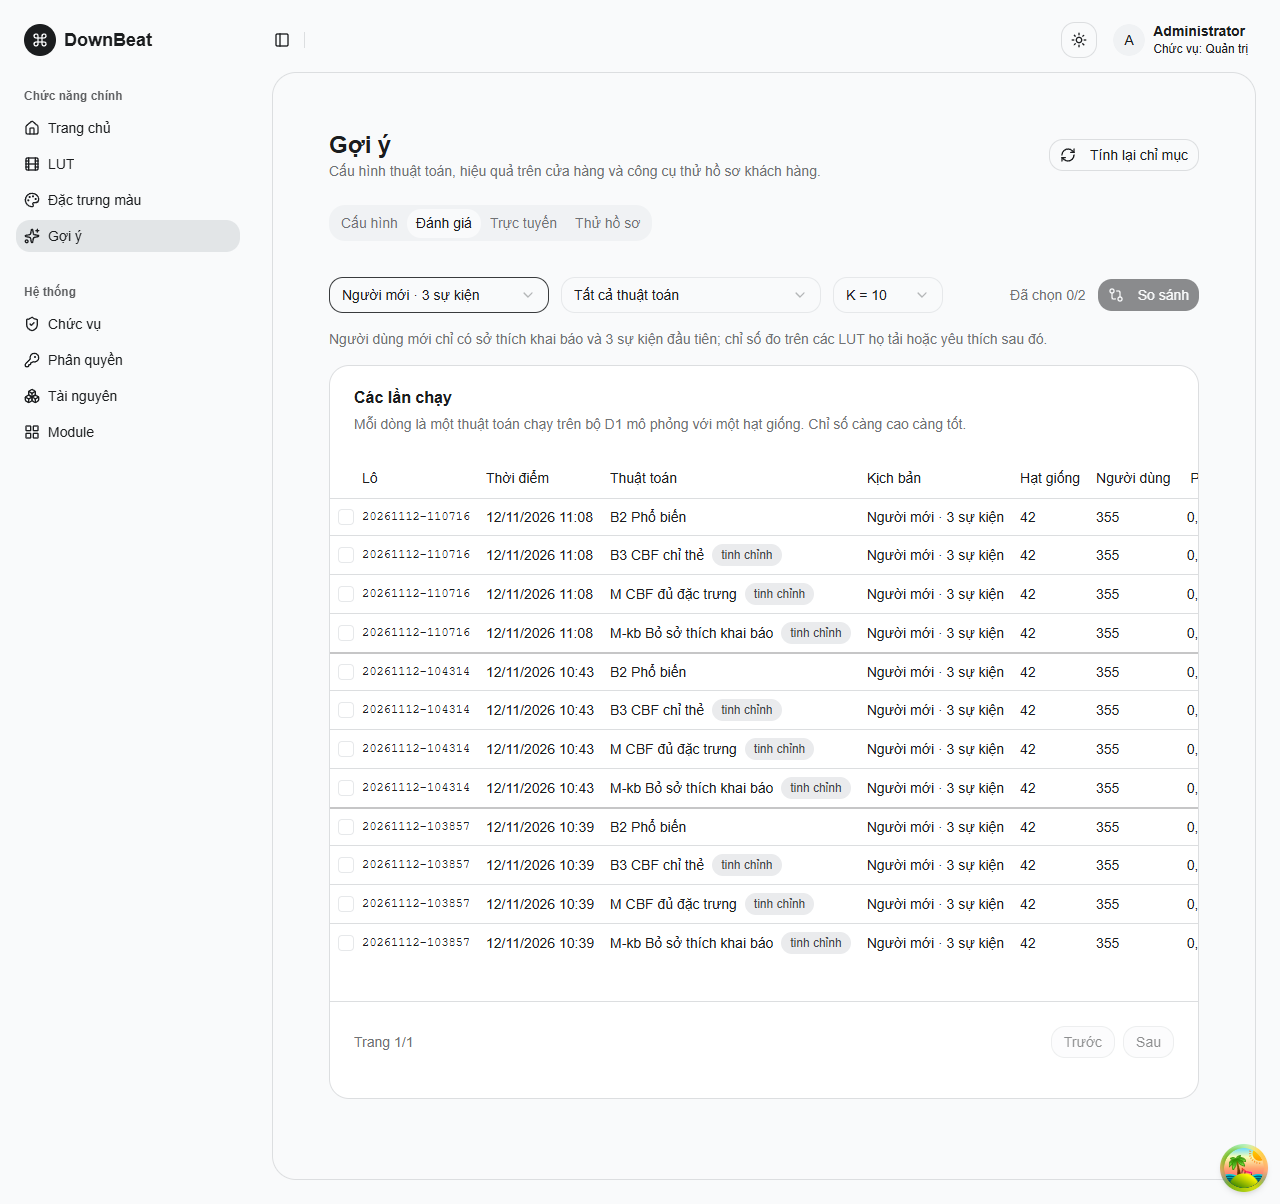 DownBeat
Administrator
A
Chức vụ: Quản trị
Chức năng chính
Trang chủ
LUT
Đặc trưng màu
Gợi ý
Hệ thống
Chức vụ
Phân quyền
Tài nguyên
Module
Gợi ý
Cấu hình thuật toán, hiệu quả trên cửa hàng và công cụ thử hồ sơ khách hàng.
Tính lại chỉ mục
Cấu hình Đánh giá Trực tuyến Thử hồ sơ
Người mới · 3 sự kiện Tất cả thuật toán K = 10 Đã chọn 0/2 So sánh
Người dùng mới chỉ có sở thích khai báo và 3 sự kiện đầu tiên; chỉ số đo trên các LUT họ tải hoặc yêu thích sau đó.
Các lần chạy
Mỗi dòng là một thuật toán chạy trên bộ D1 mô phỏng với một hạt giống. Chỉ số càng cao càng tốt.
Lô Thời điểm Thuật toán Kịch bản Hạt giống Người dùng P
20261112-110716 12/11/2026 11:08 B2 Phổ biến Người mới · 3 sự kiện 42 355 0,
20261112-110716 12/11/2026 11:08 B3 CBF chỉ thẻ tinh chỉnh Người mới · 3 sự kiện 42 355 0,
20261112-110716 12/11/2026 11:08 M CBF đủ đặc trưng tinh chỉnh Người mới · 3 sự kiện 42 355 0,
20261112-110716 12/11/2026 11:08 M-kb Bỏ sở thích khai báo tinh chỉnh Người mới · 3 sự kiện 42 355 0,
20261112-104314 12/11/2026 10:43 B2 Phổ biến Người mới · 3 sự kiện 42 355 0,
20261112-104314 12/11/2026 10:43 B3 CBF chỉ thẻ tinh chỉnh Người mới · 3 sự kiện 42 355 0,
20261112-104314 12/11/2026 10:43 M CBF đủ đặc trưng tinh chỉnh Người mới · 3 sự kiện 42 355 0,
20261112-104314 12/11/2026 10:43 M-kb Bỏ sở thích khai báo tinh chỉnh Người mới · 3 sự kiện 42 355 0,
20261112-103857 12/11/2026 10:39 B2 Phổ biến Người mới · 3 sự kiện 42 355 0,
20261112-103857 12/11/2026 10:39 B3 CBF chỉ thẻ tinh chỉnh Người mới · 3 sự kiện 42 355 0,
20261112-103857 12/11/2026 10:39 M CBF đủ đặc trưng tinh chỉnh Người mới · 3 sự kiện 42 355 0,
20261112-103857 12/11/2026 10:39 M-kb Bỏ sở thích khai báo tinh chỉnh Người mới · 3 sự kiện 42 355 0,
Trang 1/1 Trước Sau